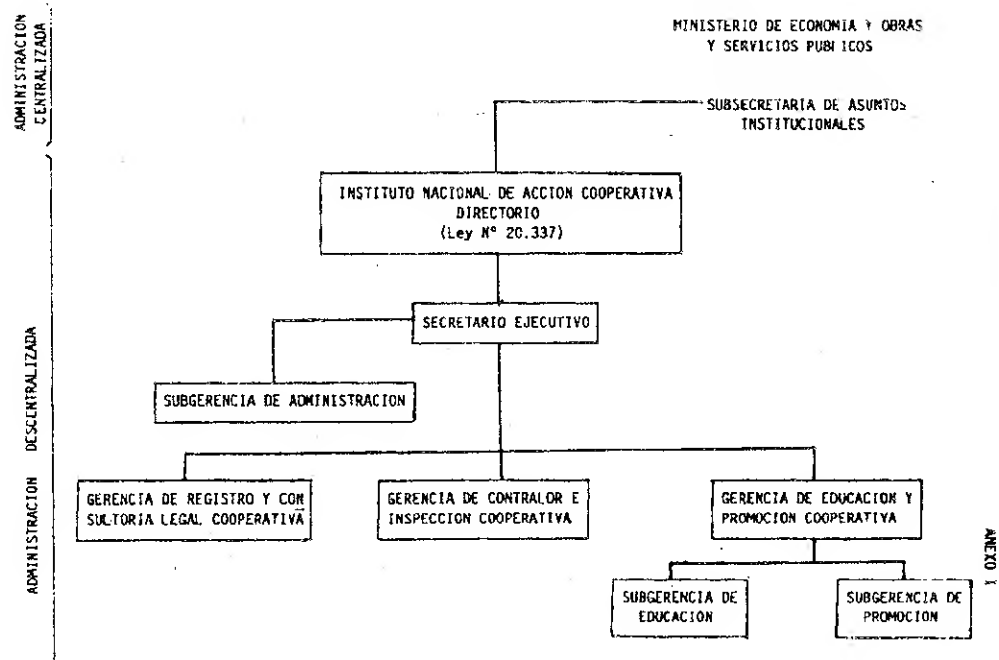 ADMINISTRACION
CENTRALIZADA
MINISTERIO DE ECONOMIA Y OBRAS
Y SERVICIOS PUBLICOS
SUBSECRETARIA DE ASUNTOS
INSTITUCIONALES
INSTITUTO NACIONAL DE ACCION COOPERATIVA
DIRECTORIO
(Ley N° 20.337)
SECRETARIO EJECUTIVO
SUBGERENCIA DE ADMINISTRACION
ADMINISTRACION DESCENTRALIZADA
GERENCIA DE REGISTRO Y CON
SULTORIA LEGAL COOPERATIVA
GERENCIA DE CONTRALOR E
INSPECCION COOPERATIVA
GERENCIA DE EDUCACION Y
PROMOCION COOPERATIVA
SUBGERENCIA DE
EDUCACION
SUBGERENCIA DE
PROMOCION
ANEXO I